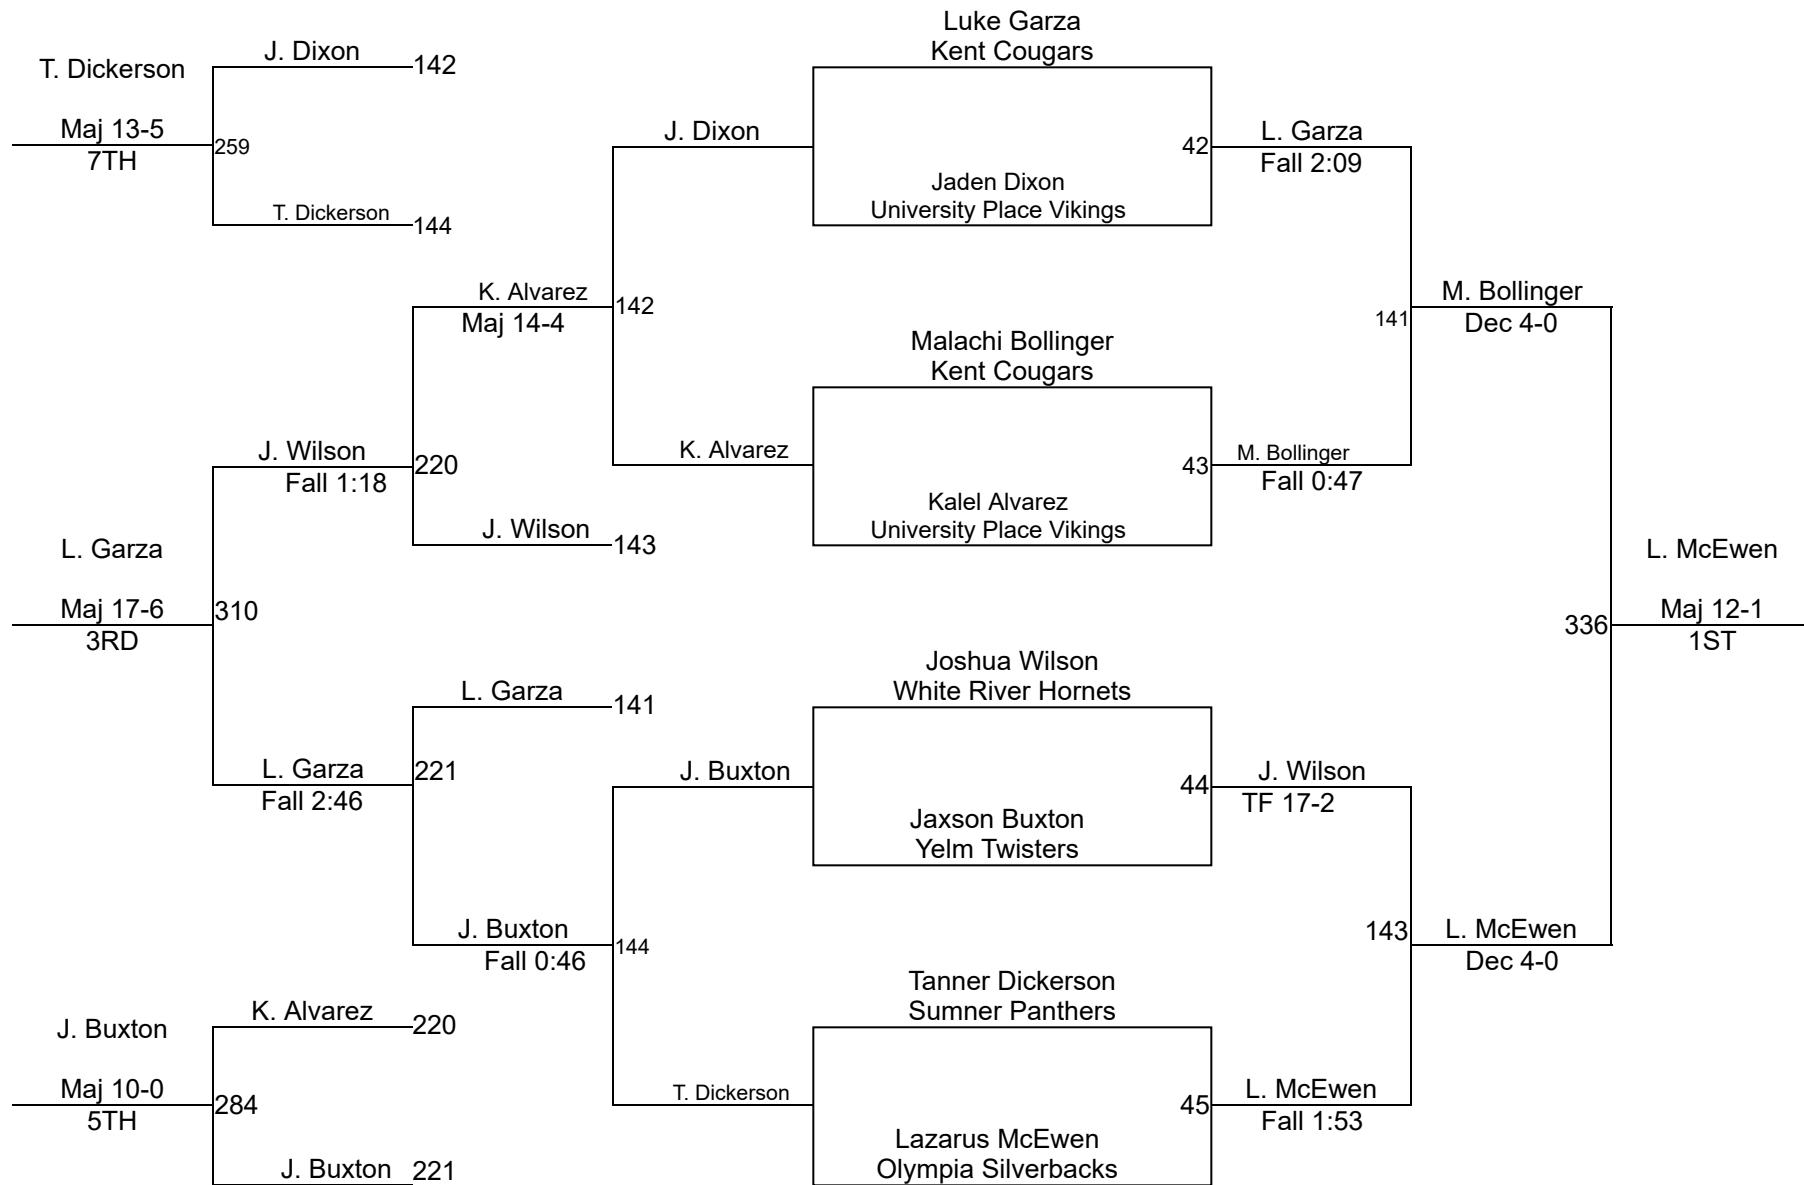 Luke Garza
Kent Cougars
T. Dickerson
J. Dixon
142
Maj 13-5
7TH
259
J. Dixon
42
L. Garza
Fall 2:09
Jaden Dixon
University Place Vikings
T. Dickerson
144
K. Alvarez
Maj 14-4
142
141
M. Bollinger
Dec 4-0
Malachi Bollinger
Kent Cougars
J. Wilson
Fall 1:18
220
K. Alvarez
43
M. Bollinger
Fall 0:47
Kalel Alvarez
University Place Vikings
J. Wilson
143
L. Garza
Maj 17-6
3RD
310
L. McEwen
336
Maj 12-1
1ST
Joshua Wilson
White River Hornets
L. Garza
141
L. Garza
Fall 2:46
221
J. Buxton
44
J. Wilson
TF 17-2
Jaxson Buxton
Yelm Twisters
J. Buxton
Fall 0:46
144
143
L. McEwen
Dec 4-0
Tanner Dickerson
Sumner Panthers
J. Buxton
K. Alvarez
220
Maj 10-0
5TH
284
T. Dickerson
45
L. McEwen
Fall 1:53
Lazarus McEwen
Olympia Silverbacks
J. Buxton
221